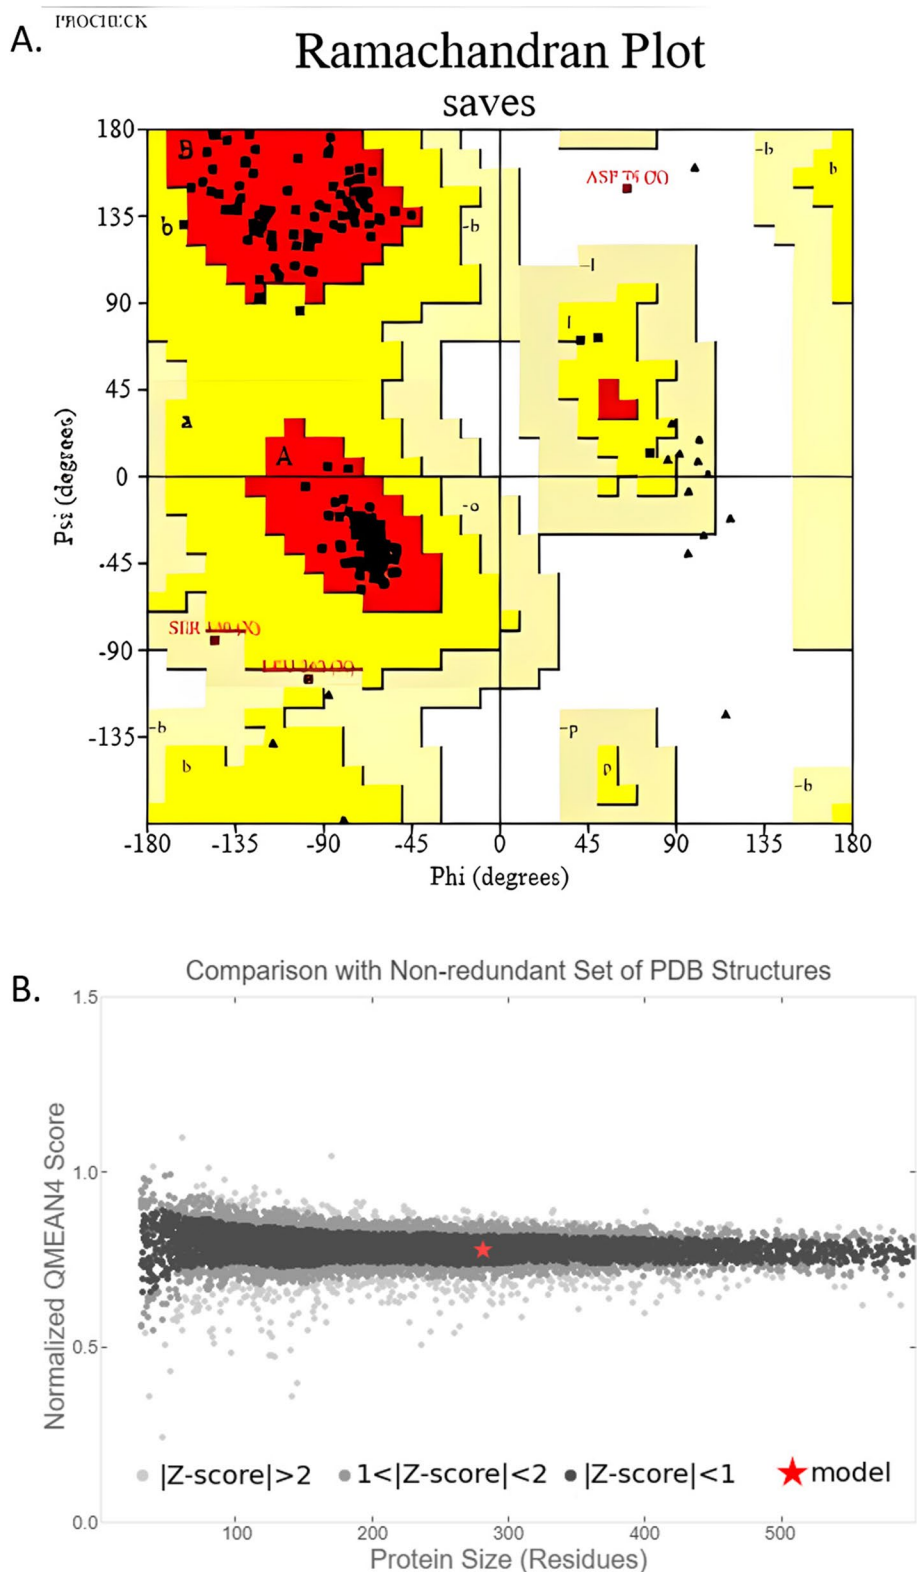 A.
Ramachandran Plot
saves
180
135
90
45
0
-45
-90
-135
-180
-135
-90
-45
0
45
90
135
180
Psi (degrees)
Phi (degrees)
B
b
-b
-l
l
a
A
-b
b
-b
b
-p
p
-b
B.
Comparison with Non-redundant Set of PDB Structures
1.5
1.0
0.5
0.0
Normalized QMEAN4 Score
|Z-score|>2
1<|Z-score|<2
|Z-score|<1
model
100
200
300
400
500
Protein Size (Residues)